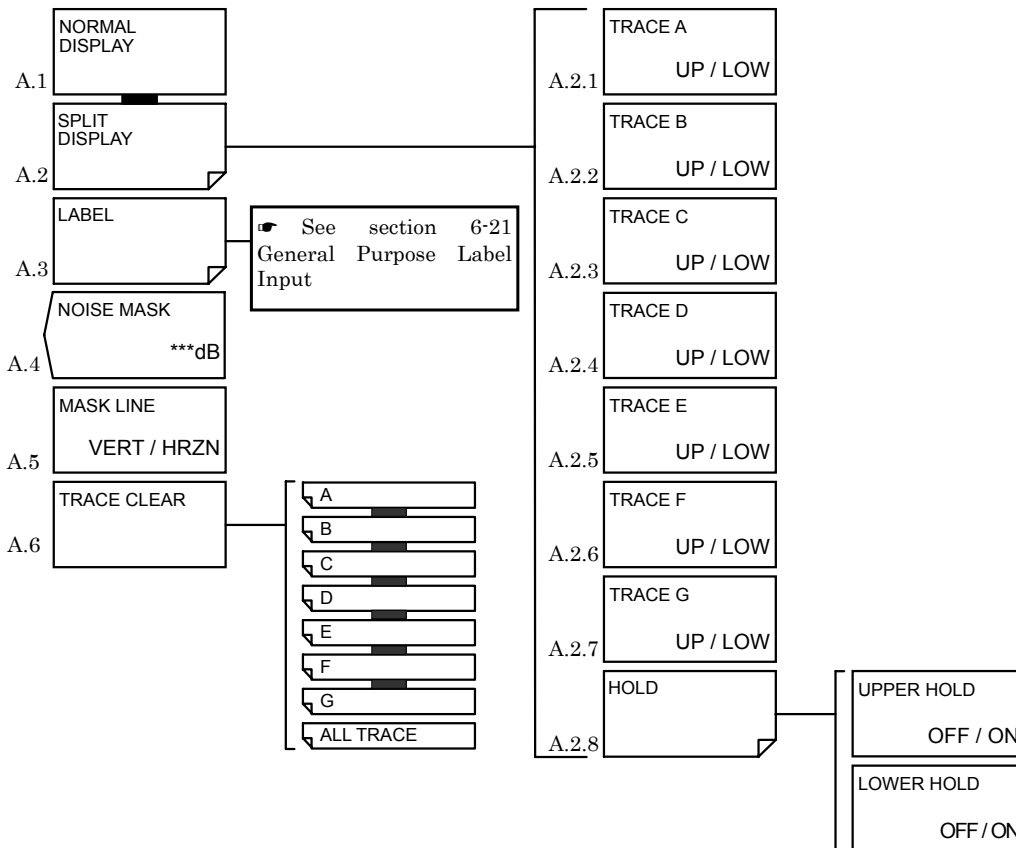 NORMAL
DISPLAY
A.1
SPLIT
DISPLAY
A.2
LABEL
A.3
☛ See section 6-21
General Purpose Label
Input
NOISE MASK
***dB
A.4
MASK LINE
VERT / HRZN
A.5
TRACE CLEAR
A.6
A
B
C
D
E
F
G
ALL TRACE
TRACE A
UP / LOW
A.2.1
TRACE B
UP / LOW
A.2.2
TRACE C
UP / LOW
A.2.3
TRACE D
UP / LOW
A.2.4
TRACE E
UP / LOW
A.2.5
TRACE F
UP / LOW
A.2.6
TRACE G
UP / LOW
A.2.7
HOLD
A.2.8
UPPER HOLD
OFF / ON
LOWER HOLD
OFF / ON